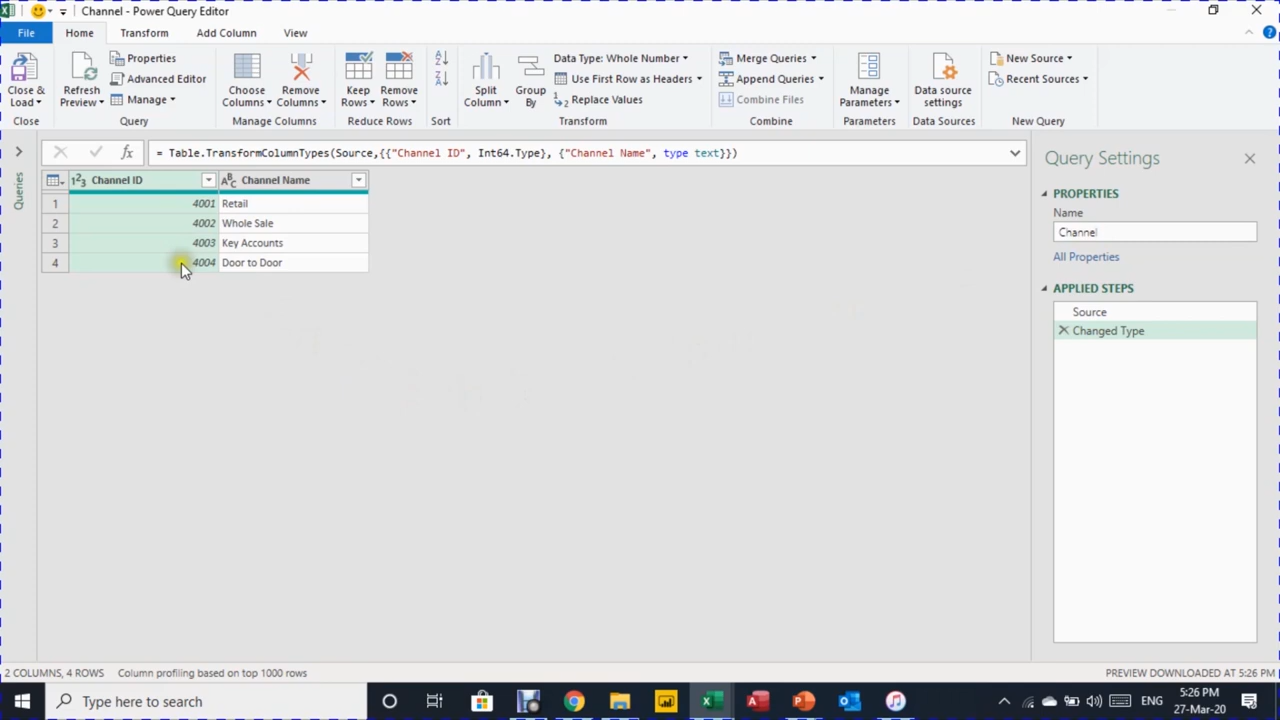 Channel - Power Query Editor
File
Home
Transform
Add Column
View
Close & Load
Close
Refresh Preview
Properties
Advanced Editor
Manage
Query
Choose Columns
Remove Columns
Manage Columns
Keep Rows
Remove Rows
Reduce Rows
Sort
Split Column
Group By
Data Type: Whole Number
Use First Row as Headers
Replace Values
Transform
Merge Queries
Append Queries
Combine Files
Combine
Manage Parameters
Parameters
Data source settings
Data Sources
New Source
Recent Sources
New Query
Queries
fx = Table.TransformColumnTypes(Source,{{"Channel ID", Int64.Type}, {"Channel Name", type text}})
Channel ID Channel Name
1 4001 Retail
2 4002 Whole Sale
3 4003 Key Accounts
4 4004 Door to Door
Query Settings
PROPERTIES
Name
Channel
All Properties
APPLIED STEPS
Source
Changed Type
2 COLUMNS, 4 ROWS Column profiling based on top 1000 rows
PREVIEW DOWNLOADED AT 5:26 PM
Type here to search
ENG
5:26 PM
27-Mar-20